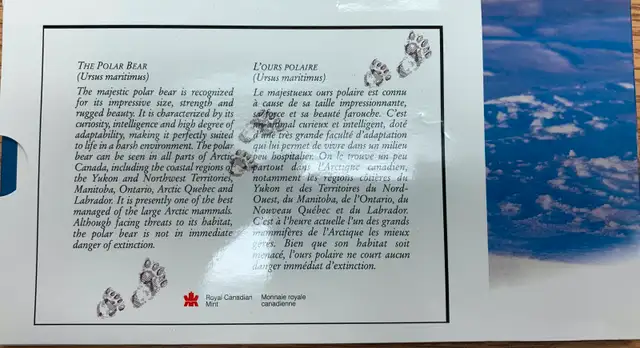 THE POLAR BEAR
(Ursus maritimus)
The majestic polar bear is recognized
for its impressive size, strength and
rugged beauty. It is characterized by its
curiosity, intelligence and high degree of
adaptability, making it perfectly suited
to life in a harsh environment. The polar
bear can be seen in all parts of Arctic
Canada, including the coastal regions of
the Yukon and Northwest Territories,
Manitoba, Ontario, Arctic Quebec and
Labrador. It is presently one of the best
managed of the large Arctic mammals.
Although facing threats to its habitat,
the polar bear is not in immediate
danger of extinction.
L'OURS POLAIRE
(Ursus maritimus)
Le majestueux ours polaire est connu
à cause de sa taille impressionnante,
sa force et sa beauté farouche. C'est
un animal curieux et intelligent, doté
d'une très grande faculté d'adaptation
qui lui permet de vivre dans un milieu
peu hospitalier. On le trouve un peu
partout dans l'Arctique canadien,
notamment les régions côtières du
Yukon et des Territoires du Nord-
Ouest, du Manitoba, de l'Ontario, du
Nouveau Québec et du Labrador.
C'est à l'heure actuelle l'un des grands
mammifères de l'Arctique les mieux
gérés. Bien que son habitat soit
menacé, l'ours polaire ne court aucun
danger immédiat d'extinction.
Royal Canadian
Mint
Monnaie royale
canadienne